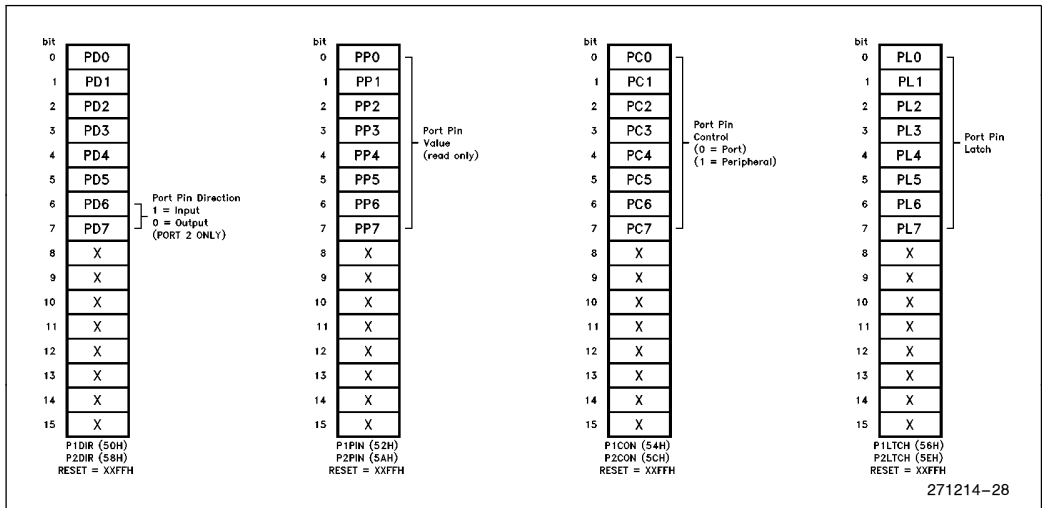 bit
0 PD0
1 PD1
2 PD2
3 PD3
4 PD4
5 PD5
6 PD6
7 PD7
8 X
9 X
10 X
11 X
12 X
13 X
14 X
15 X
Port Pin Direction
1 = Input
0 = Output
(PORT 2 ONLY)
P1DIR (50H)
P2DIR (58H)
RESET = XXFFH
bit
0 PP0
1 PP1
2 PP2
3 PP3
4 PP4
5 PP5
6 PP6
7 PP7
8 X
9 X
10 X
11 X
12 X
13 X
14 X
15 X
Port Pin
Value
(read only)
P1PIN (52H)
P2PIN (5AH)
RESET = XXFFH
bit
0 PC0
1 PC1
2 PC2
3 PC3
4 PC4
5 PC5
6 PC6
7 PC7
8 X
9 X
10 X
11 X
12 X
13 X
14 X
15 X
Port Pin
Control
(0 = Port)
(1 = Peripheral)
P1CON (54H)
P2CON (5CH)
RESET = XXFFH
bit
0 PL0
1 PL1
2 PL2
3 PL3
4 PL4
5 PL5
6 PL6
7 PL7
8 X
9 X
10 X
11 X
12 X
13 X
14 X
15 X
Port Pin
Latch
P1LTCH (56H)
P2LTCH (5EH)
RESET = XXFFH
271214–28